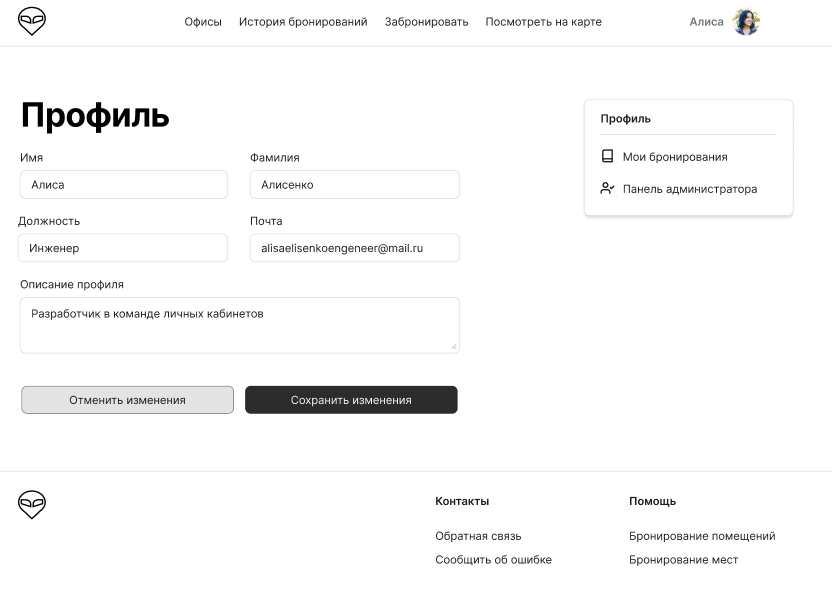 Офисы История бронирований Забронировать Посмотреть на карте Алиса
Профиль
Имя Фамилия
Алиса Алисенко
Должность Почта
Инженер alisaelisenkoengeneer@mail.ru
Описание профиля
Разработчик в команде личных кабинетов
Отменить изменения Сохранить изменения
Профиль
Мои бронирования
Панель администратора
Контакты Помощь
Обратная связь Бронирование помещений
Сообщить об ошибке Бронирование мест